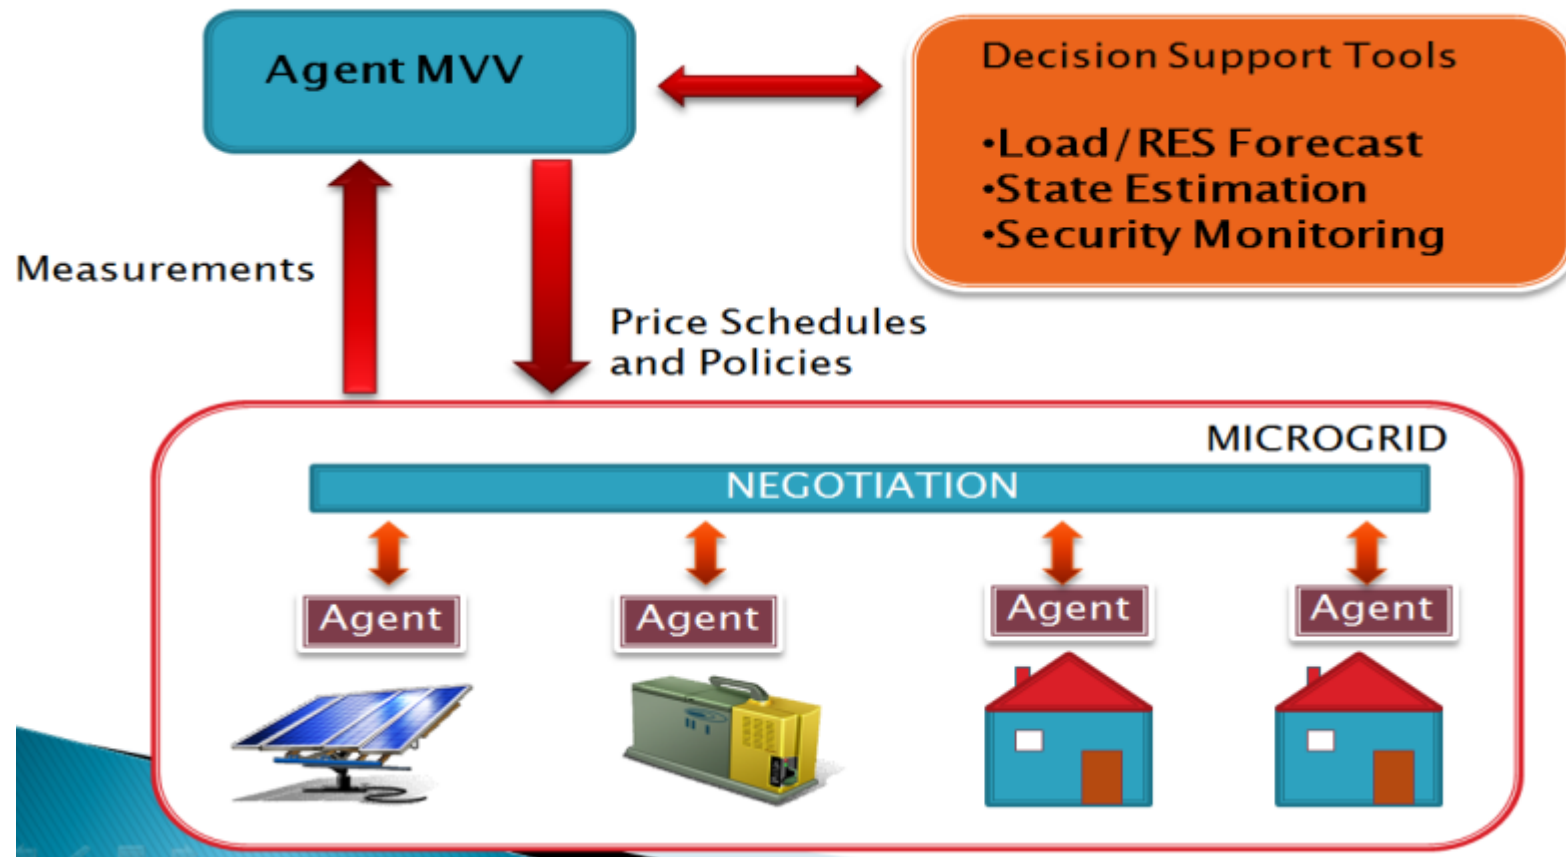 Agent MVV
Decision Support Tools
•Load/RES Forecast
•State Estimation
•Security Monitoring
Measurements
Price Schedules
and Policies
MICROGRID
NEGOTIATION
Agent
Agent
Agent
Agent